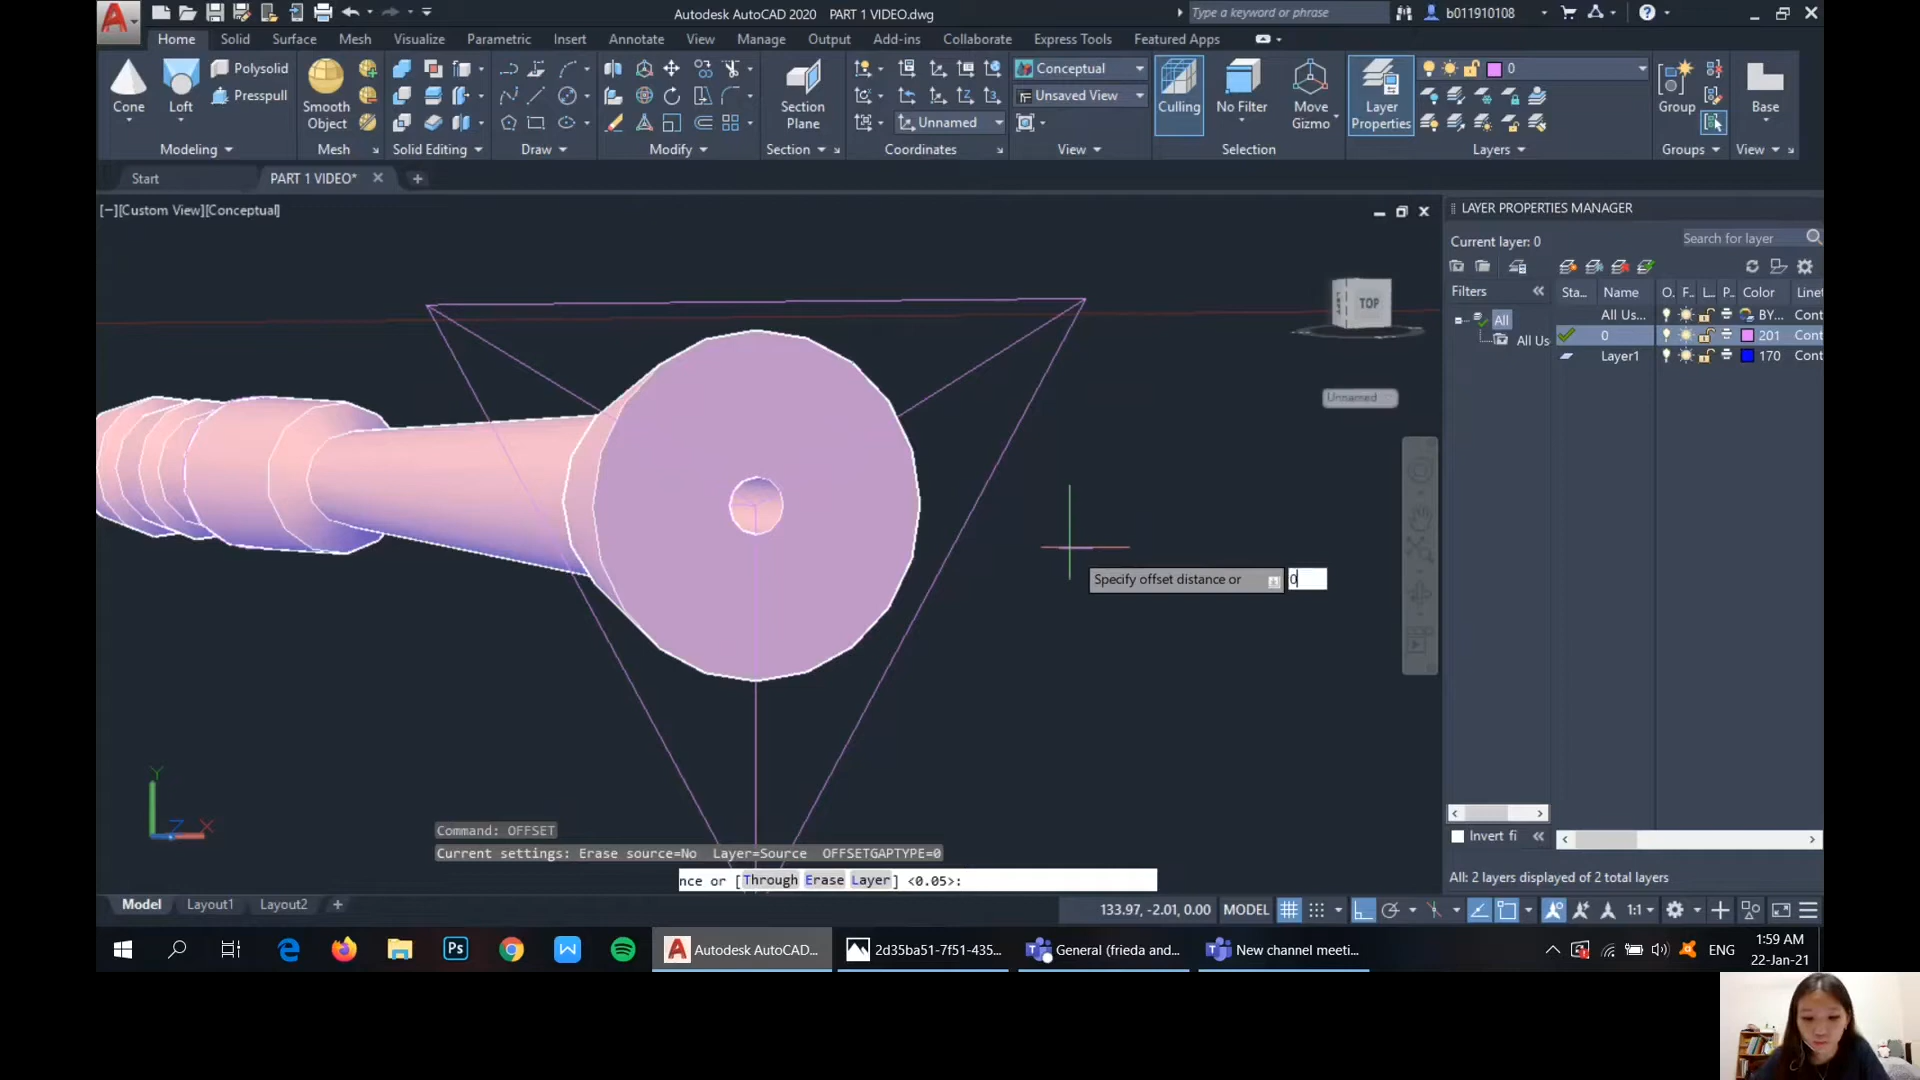 Autodesk AutoCAD 2020 PART 1 VIDEO.dwg
Type a keyword or phrase
b011910108
Home Solid Surface Mesh Visualize Parametric Insert Annotate View Manage Output Add-ins Collaborate Express Tools Featured Apps
Cone
Loft
Polysolid
Presspull
Modeling
Smooth
Object
Mesh
Solid Editing
Draw
Modify
Section
Plane
Section
Unnamed
Coordinates
Conceptual
Unsaved View
View
Culling
No Filter
Move
Gizmo
Selection
Layer
Properties
0
Layers
Group
Groups
Base
View
Start
PART 1 VIDEO*
[−][Custom View][Conceptual]
TOP
Unnamed
Specify offset distance or 0
Y
Z
X
Command: OFFSET
Current settings: Erase source=No Layer=Source OFFSETGAPTYPE=0
nce or [Through Erase Layer] <0.05>:
LAYER PROPERTIES MANAGER
Current layer: 0
Search for layer
Filters
All
All Us
Sta... Name O. F.. L... P.. Color Linet
All Us... BY... Cont
0 201 Cont
Layer1 170 Cont
Invert fi
All: 2 layers displayed of 2 total layers
Model Layout1 Layout2
133.97, -2.01, 0.00 MODEL 1:1
Ps
Autodesk AutoCAD...
2d35ba51-7f51-435...
General (frieda and...
New channel meeti...
ENG
1:59 AM
22-Jan-21